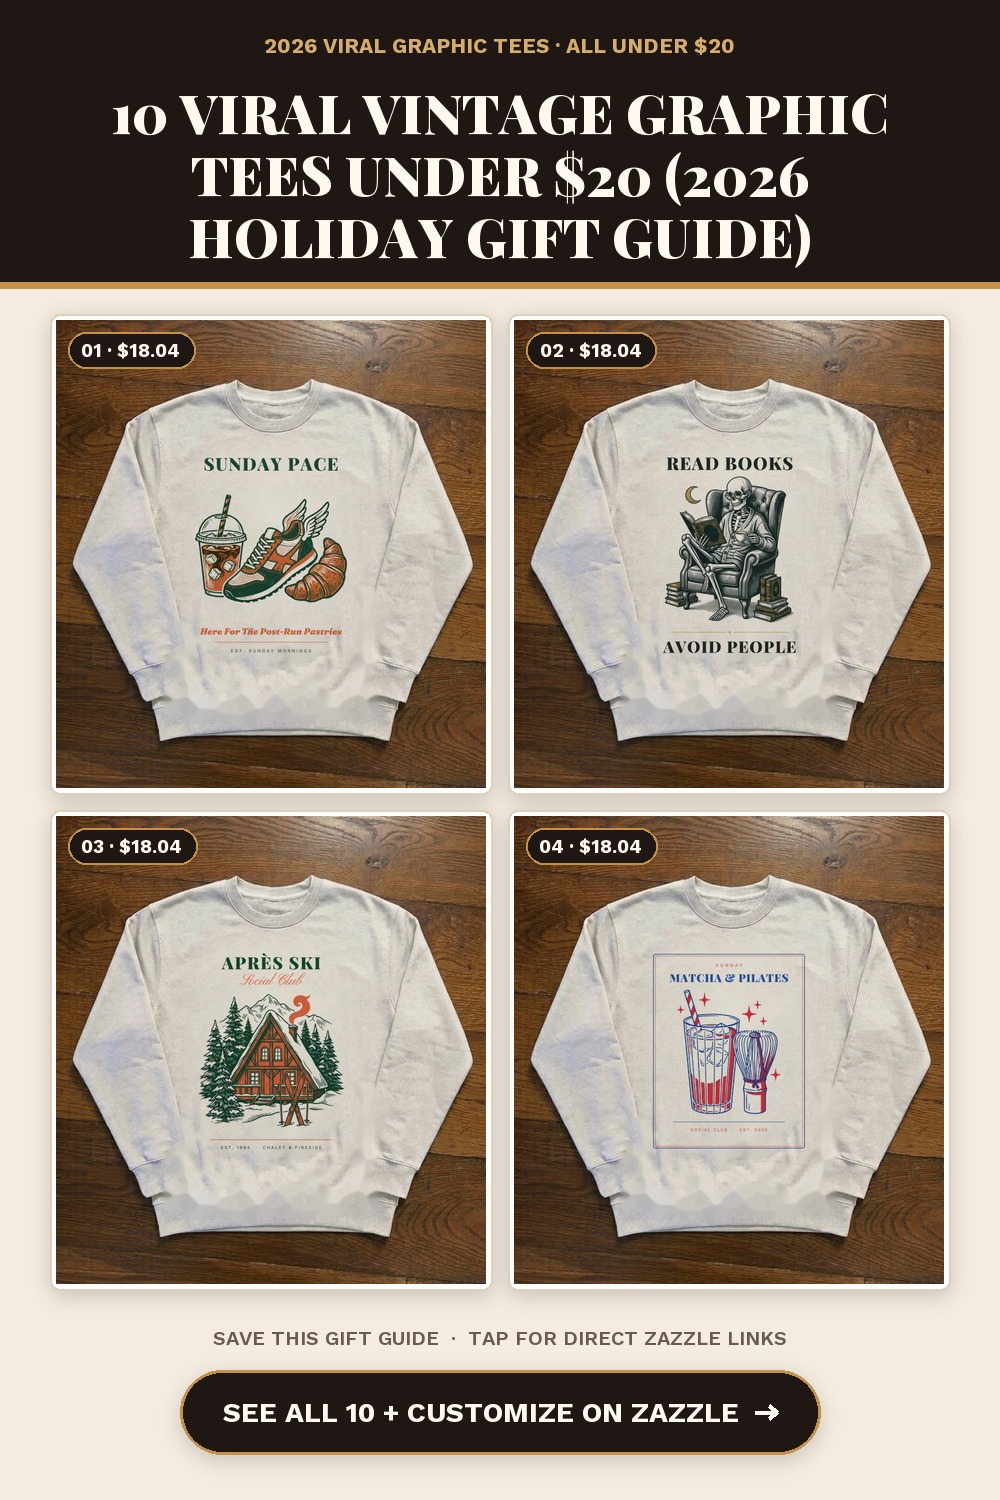 2026 VIRAL GRAPHIC TEES · ALL UNDER $20
10 VIRAL VINTAGE GRAPHIC
TEES UNDER $20 (2026
HOLIDAY GIFT GUIDE)
01 · $18.04
SUNDAY PACE
Here For The Post-Run Pastries
EST. SUNDAY MORNINGS
02 · $18.04
READ BOOKS
AVOID PEOPLE
03 · $18.04
APRÈS SKI
Social Club
EST. 1984 · CHALET & FIRESIDE
04 · $18.04
SUNDAY
MATCHA & PILATES
SOCIAL CLUB · EST. 2026
SAVE THIS GIFT GUIDE · TAP FOR DIRECT ZAZZLE LINKS
SEE ALL 10 + CUSTOMIZE ON ZAZZLE →